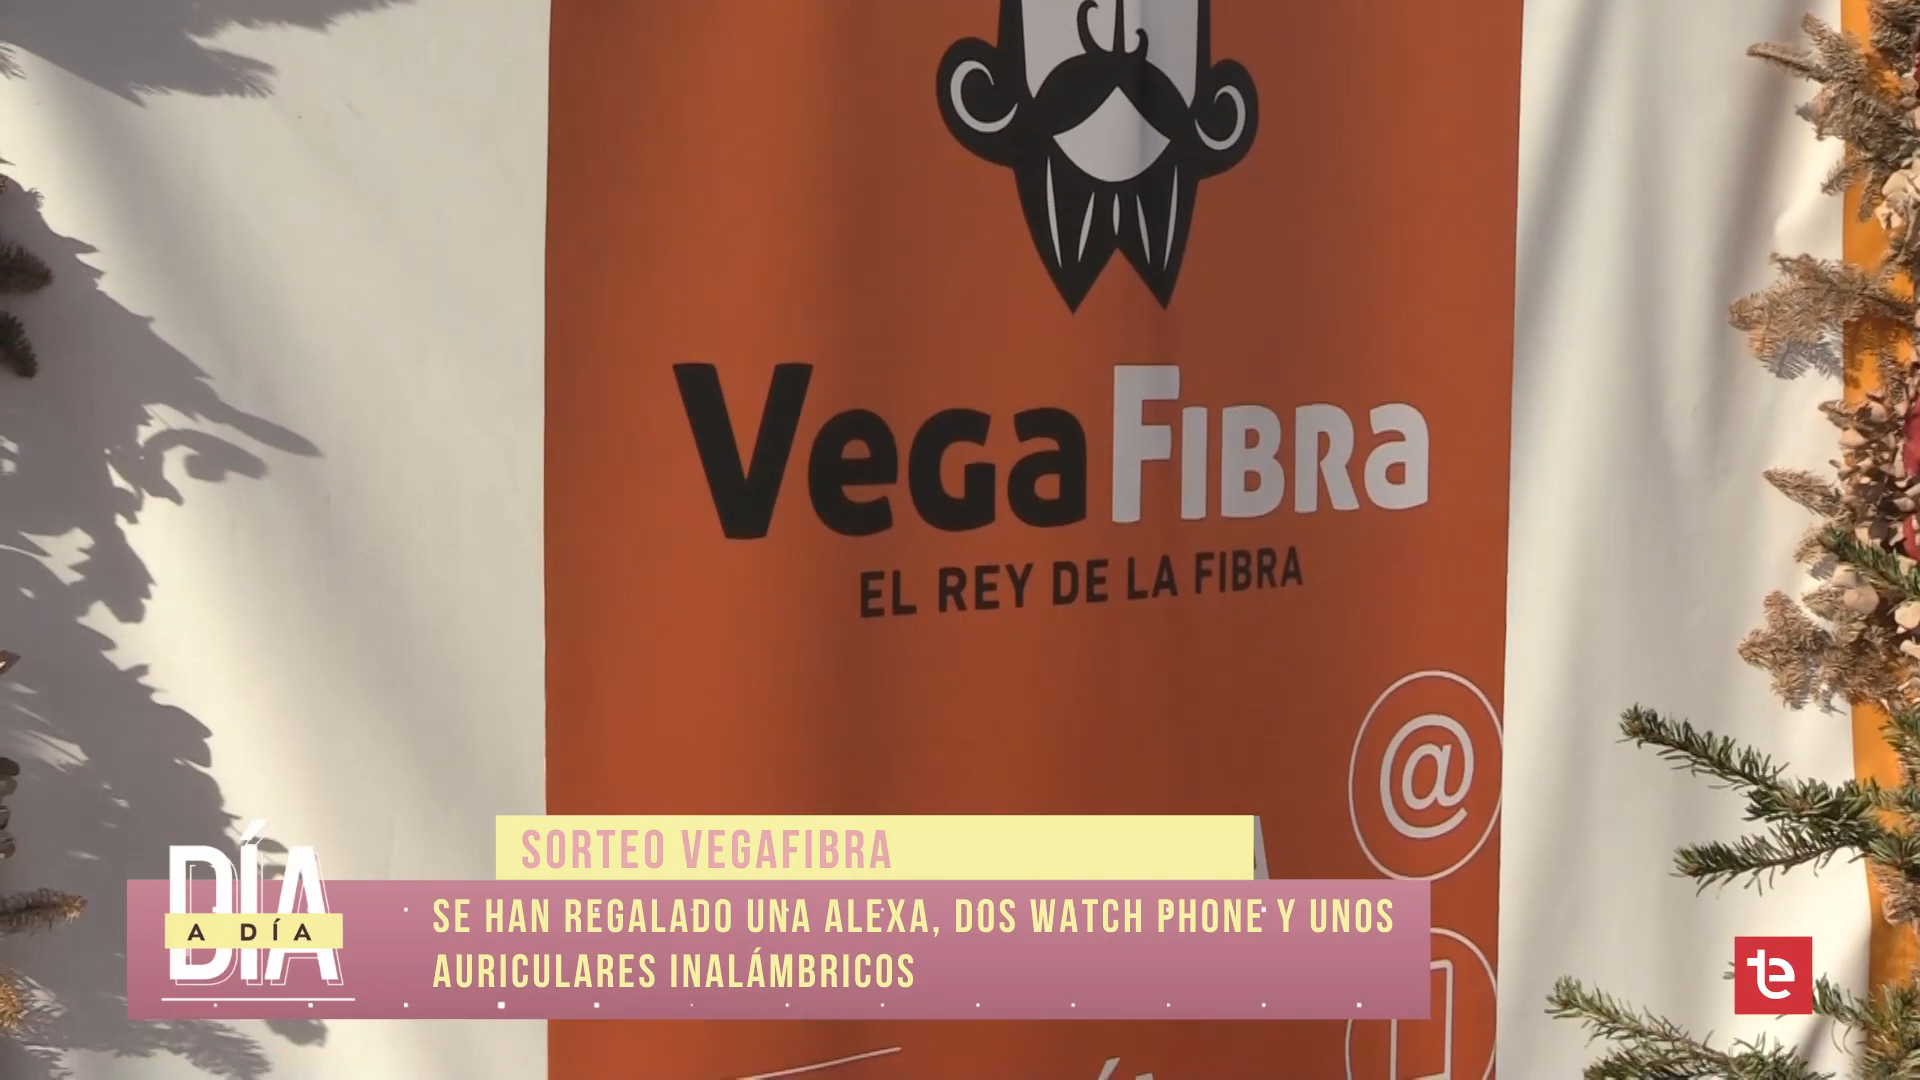 VegaFibra
EL REY DE LA FIBRA
@
SORTEO VEGAFIBRA
DÍA
A DÍA
SE HAN REGALADO UNA ALEXA, DOS WATCH PHONE Y UNOS
AURICULARES INALÁMBRICOS
te